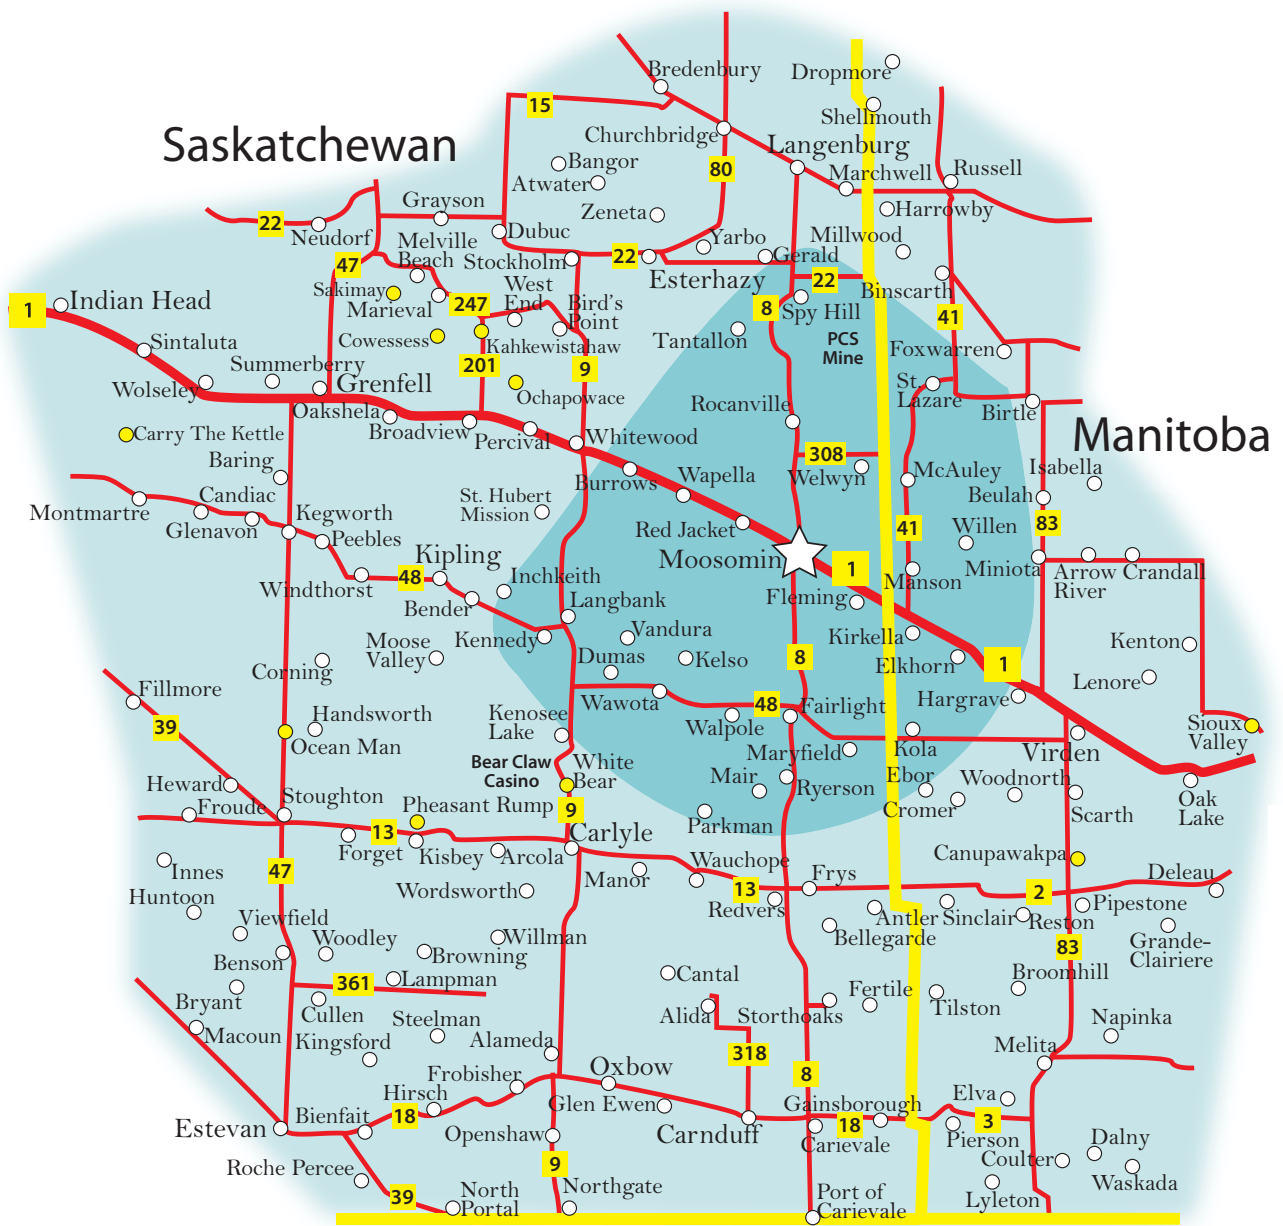 Bredenbury
Dropmore
15
Shellmouth
Churchbridge
Langenburg
Saskatchewan
Bangor
80
Marchwell
Russell
Atwater
Grayson
Zeneta
Harrowby
22
Neudorf
Dubuc
Melville
Beach
Yarbo
Millwood
47
Stockholm
22
Gerald
Esterhazy
22
Sakimay
West
End
Binscarth
Indian Head
1
Marieval
247
Bird's
Point
8
Spy Hill
41
Cowessess
Kahkewistahaw
Tantallon
PCS
Mine
Sintaluta
Foxwarren
Summerberry
201
9
Wolseley
Grenfell
Ochapowace
St.
Lazare
Oakshela
Rocanville
Birtle
Carry The Kettle
Broadview
Percival
Whitewood
Manitoba
Baring
308
Isabella
Burrows
Wapella
Welwyn
McAuley
Candiac
St. Hubert
Mission
Beulah
Montmartre
Kegworth
Glenavon
Peebles
Red Jacket
41
Willen
83
Kipling
Moosomin
1
Miniota
Arrow
River
Crandall
Windthorst
48
Inchkeith
Manson
Bender
Langbank
Fleming
Kennedy
Vandura
Kirkella
Moose
Valley
Kenton
Corning
Dumas
Kelso
8
Elkhorn
1
Lenore
Fillmore
Wawota
48
Fairlight
Hargrave
39
Handsworth
Kenosee
Lake
Walpole
Sioux
Valley
Ocean Man
Maryfield
Kola
Virden
Bear Claw
Casino
White
Bear
Mair
Ryerson
Ebor
Woodnorth
Heward
Stoughton
Pheasant Rump
9
Cromer
Oak
Lake
Froude
Parkman
Scarth
13
Carlyle
Forget
Kisbey
Arcola
Wauchope
Canupawakpa
Innes
47
Manor
Frys
Deleau
Huntoon
Wordsworth
13
2
Redvers
Antler
Sinclair
Reston
Pipestone
Viewfield
Bellegarde
Grande-
Clairiere
Woodley
Willman
83
Benson
Browning
Cantal
Broomhill
361
Lampman
Bryant
Cullen
Alida
Storthoaks
Fertile
Tilston
Macoun
Steelman
Napinka
Kingsford
Alameda
318
Melita
Frobisher
Oxbow
8
Hirsch
Glen Ewen
Gainsborough
Elva
Estevan
Bienfait
18
Openshaw
Carnduff
18
3
Carievale
Pierson
Dalny
Roche Percee
9
Coulter
Waskada
39
North
Portal
Northgate
Port of
Carievale
Lyleton